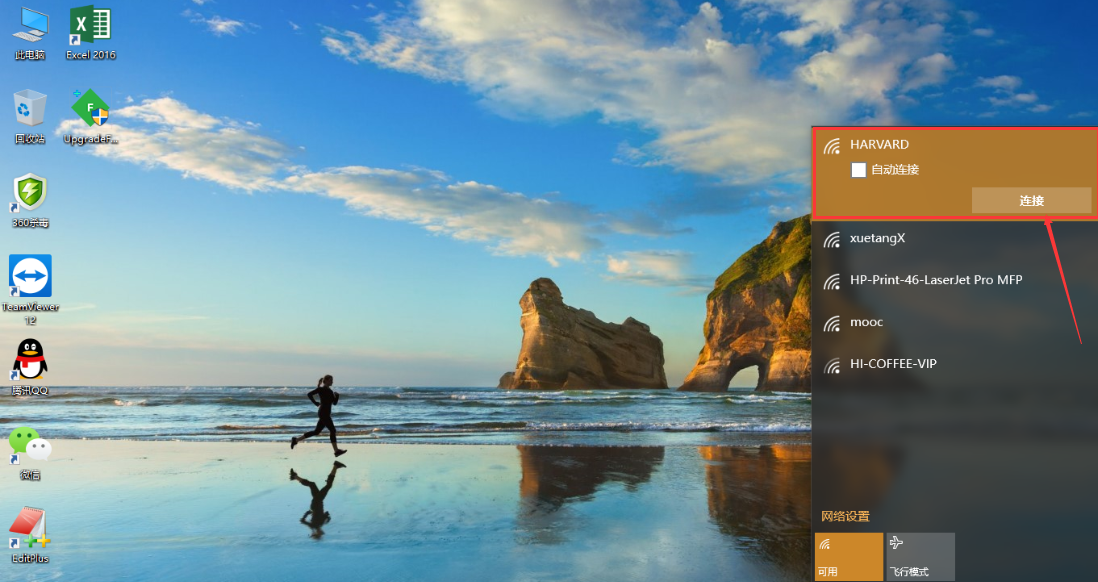 此电脑
Excel 2016
回收站
UpgradeF...
360杀毒
TeamViewer
12
腾讯QQ
微信
EditPlus
HARVARD
自动连接
连接
xuetangX
HP-Print-46-LaserJet Pro MFP
mooc
HI-COFFEE-VIP
网络设置
可用
飞行模式